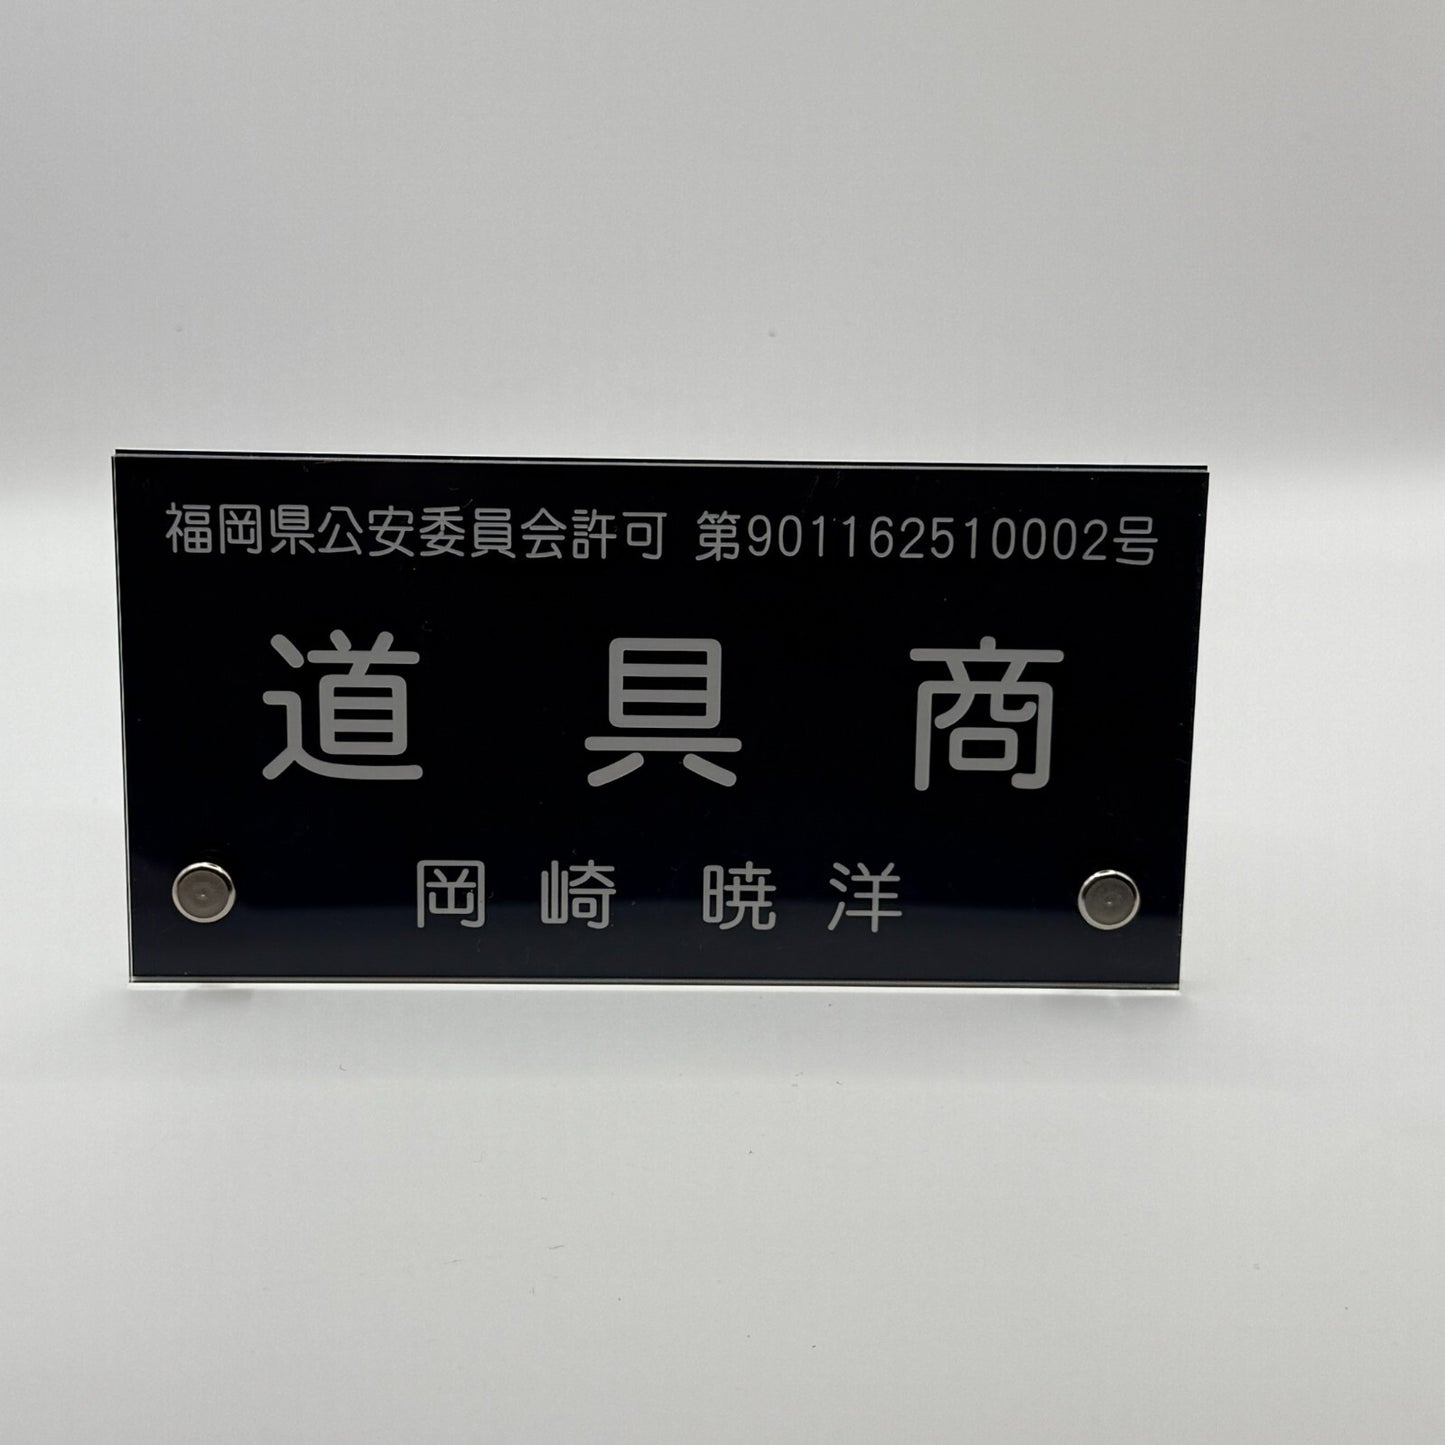 福岡県公安委員会許可 第901162510002号
道具商
岡崎 暁洋